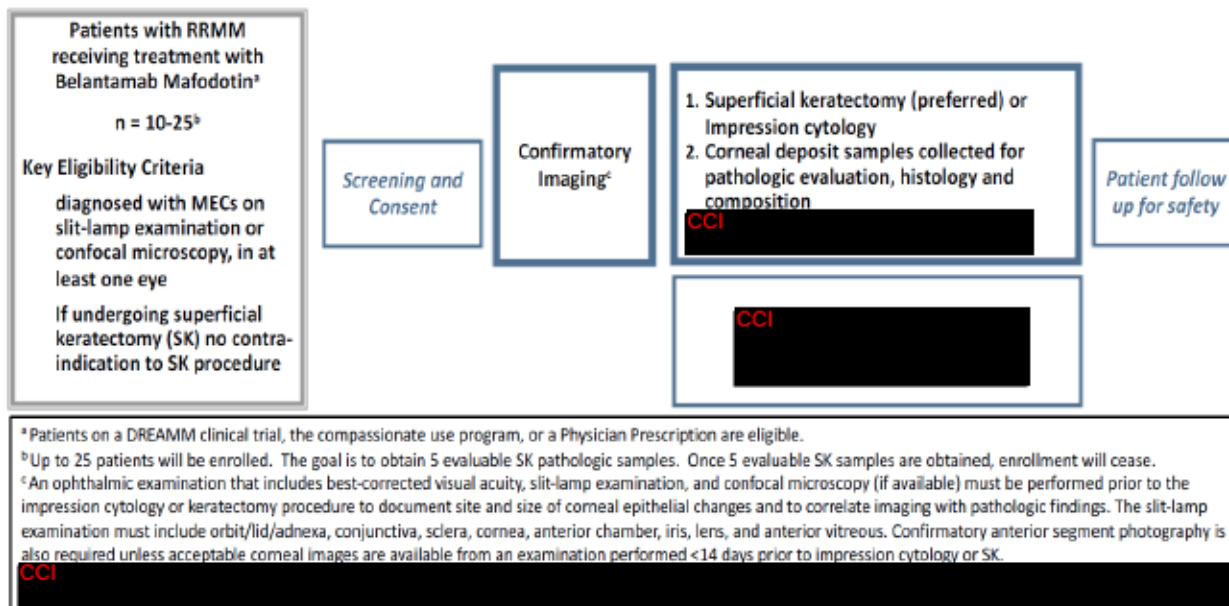 Patients with RRMM
receiving treatment with
Belantamab Mafodotinᵃ
n = 10-25ᵇ
Key Eligibility Criteria
diagnosed with MECs on
slit-lamp examination or
confocal microscopy, in at
least one eye
If undergoing superficial
keratectomy (SK) no contra-
indication to SK procedure
Screening and
Consent
Confirmatory
Imagingᶜ
1. Superficial keratectomy (preferred) or
Impression cytology
2. Corneal deposit samples collected for
pathologic evaluation, histology and
composition
CCI
CCI
Patient follow
up for safety
ᵃ Patients on a DREAMM clinical trial, the compassionate use program, or a Physician Prescription are eligible.
ᵇ Up to 25 patients will be enrolled. The goal is to obtain 5 evaluable SK pathologic samples. Once 5 evaluable SK samples are obtained, enrollment will cease.
ᶜ An ophthalmic examination that includes best-corrected visual acuity, slit-lamp examination, and confocal microscopy (if available) must be performed prior to the
impression cytology or keratectomy procedure to document site and size of corneal epithelial changes and to correlate imaging with pathologic findings. The slit-lamp
examination must include orbit/lid/adnexa, conjunctiva, sclera, cornea, anterior chamber, iris, lens, and anterior vitreous. Confirmatory anterior segment photography is
also required unless acceptable corneal images are available from an examination performed <14 days prior to impression cytology or SK.
CCI